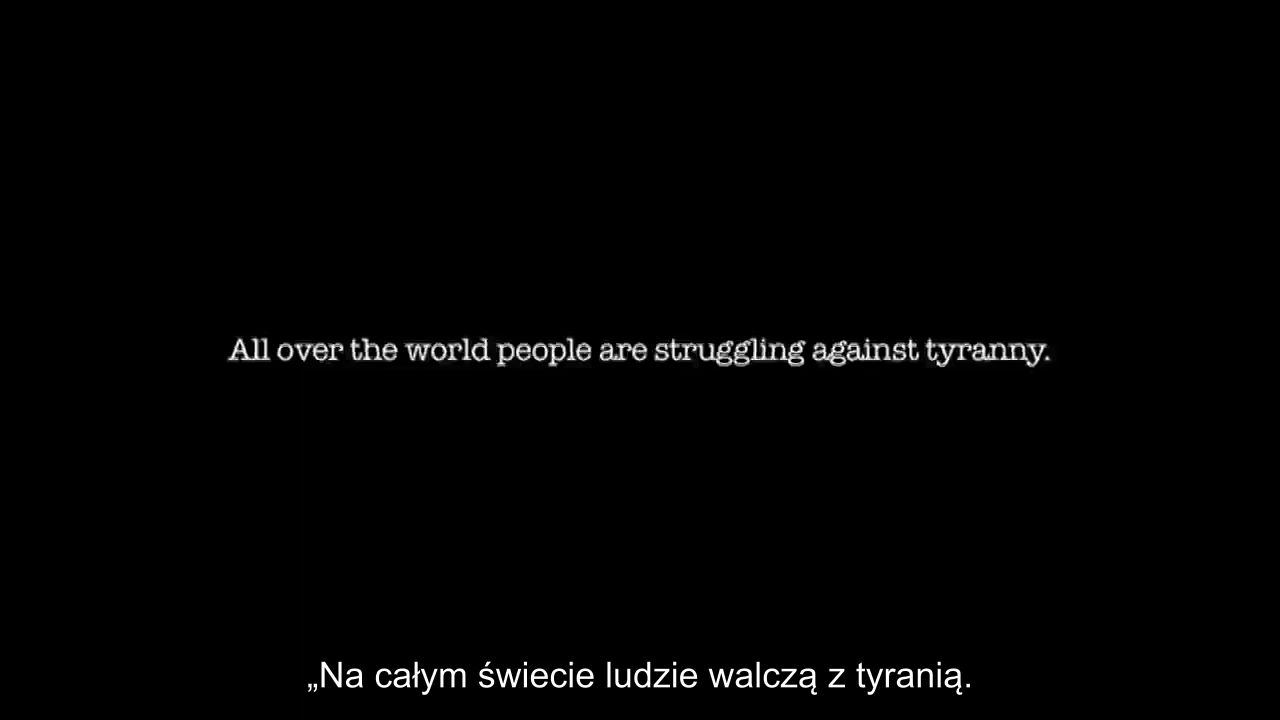 All over the world people are struggling against tyranny.
„Na całym świecie ludzie walczą z tyranią.